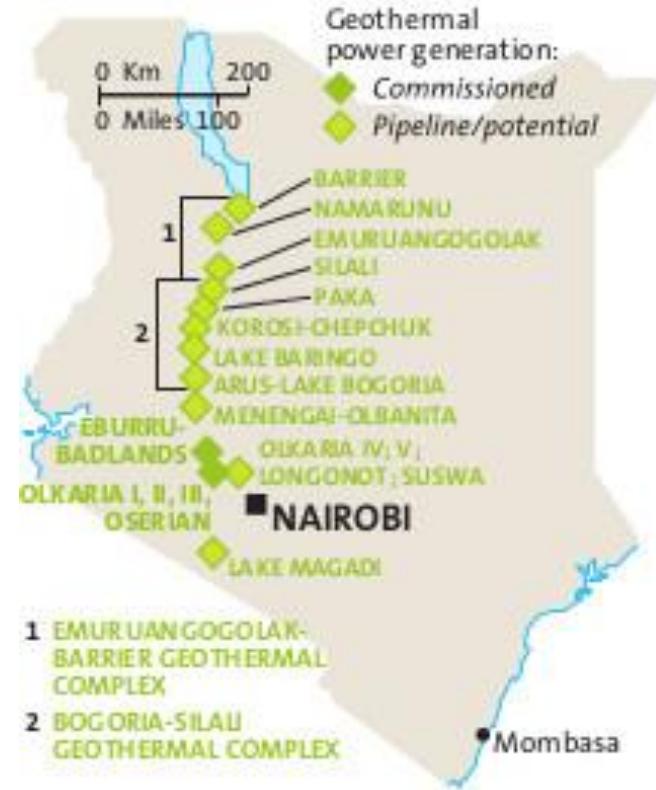 Geothermal
power generation:
Commissioned
Pipeline/potential
0 Km 200
0 Miles 100
BARRIER
NAMARUNU
1
EMURUANGOGOLAK
SILALI
PAKA
2
KOROSI-CHEPCHUK
LAKE BARINGO
ARUS-LAKE BOGORIA
MENENGAI-OLBANITA
EBURRU-
BADLANDS
OLKARIA IV; V;
LONGONOT; SUSWA
OLKARIA I, II, III,
OSERIAN
NAIROBI
LAKE MAGADI
1 EMURUANGOGOLAK-
BARRIER GEOTHERMAL
COMPLEX
2 BOGORIA-SILALI
GEOTHERMAL COMPLEX
Mombasa